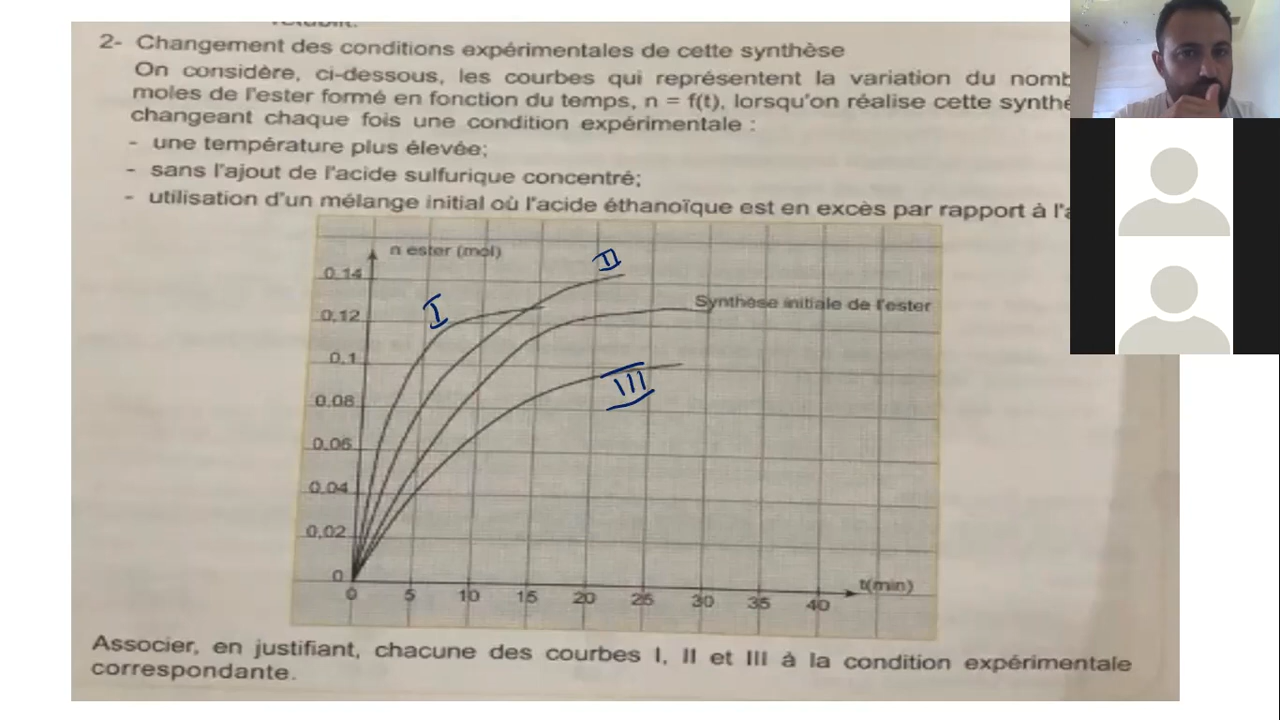 2- Changement des conditions expérimentales de cette synthèse
On considère, ci-dessous, les courbes qui représentent la variation du nomb
moles de l'ester formé en fonction du temps, n = f(t), lorsqu'on réalise cette synthè
changeant chaque fois une condition expérimentale :
- une température plus élevée;
- sans l'ajout de l'acide sulfurique concentré;
- utilisation d'un mélange initial où l'acide éthanoïque est en excès par rapport à l'a
n ester (mol)
II
0,14
I
Synthèse initiale de l'ester
0,12
0,1
III
0,08
0,06
0,04
0,02
0
0 5 10 15 20 25 30 35 40
t(min)
Associer, en justifiant, chacune des courbes I, II et III à la condition expérimentale
correspondante.